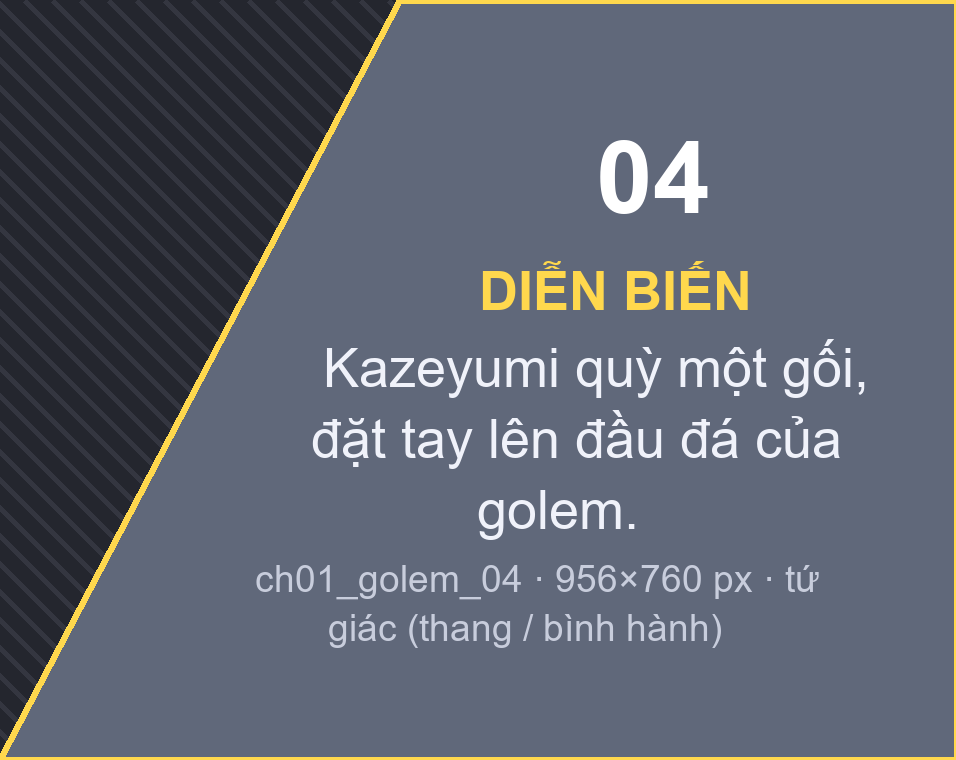 04
DIỄN BIẾN
Kazeyumi quỳ một gối,
đặt tay lên đầu đá của
golem.
ch01_golem_04 · 956×760 px · tứ
giác (thang / bình hành)